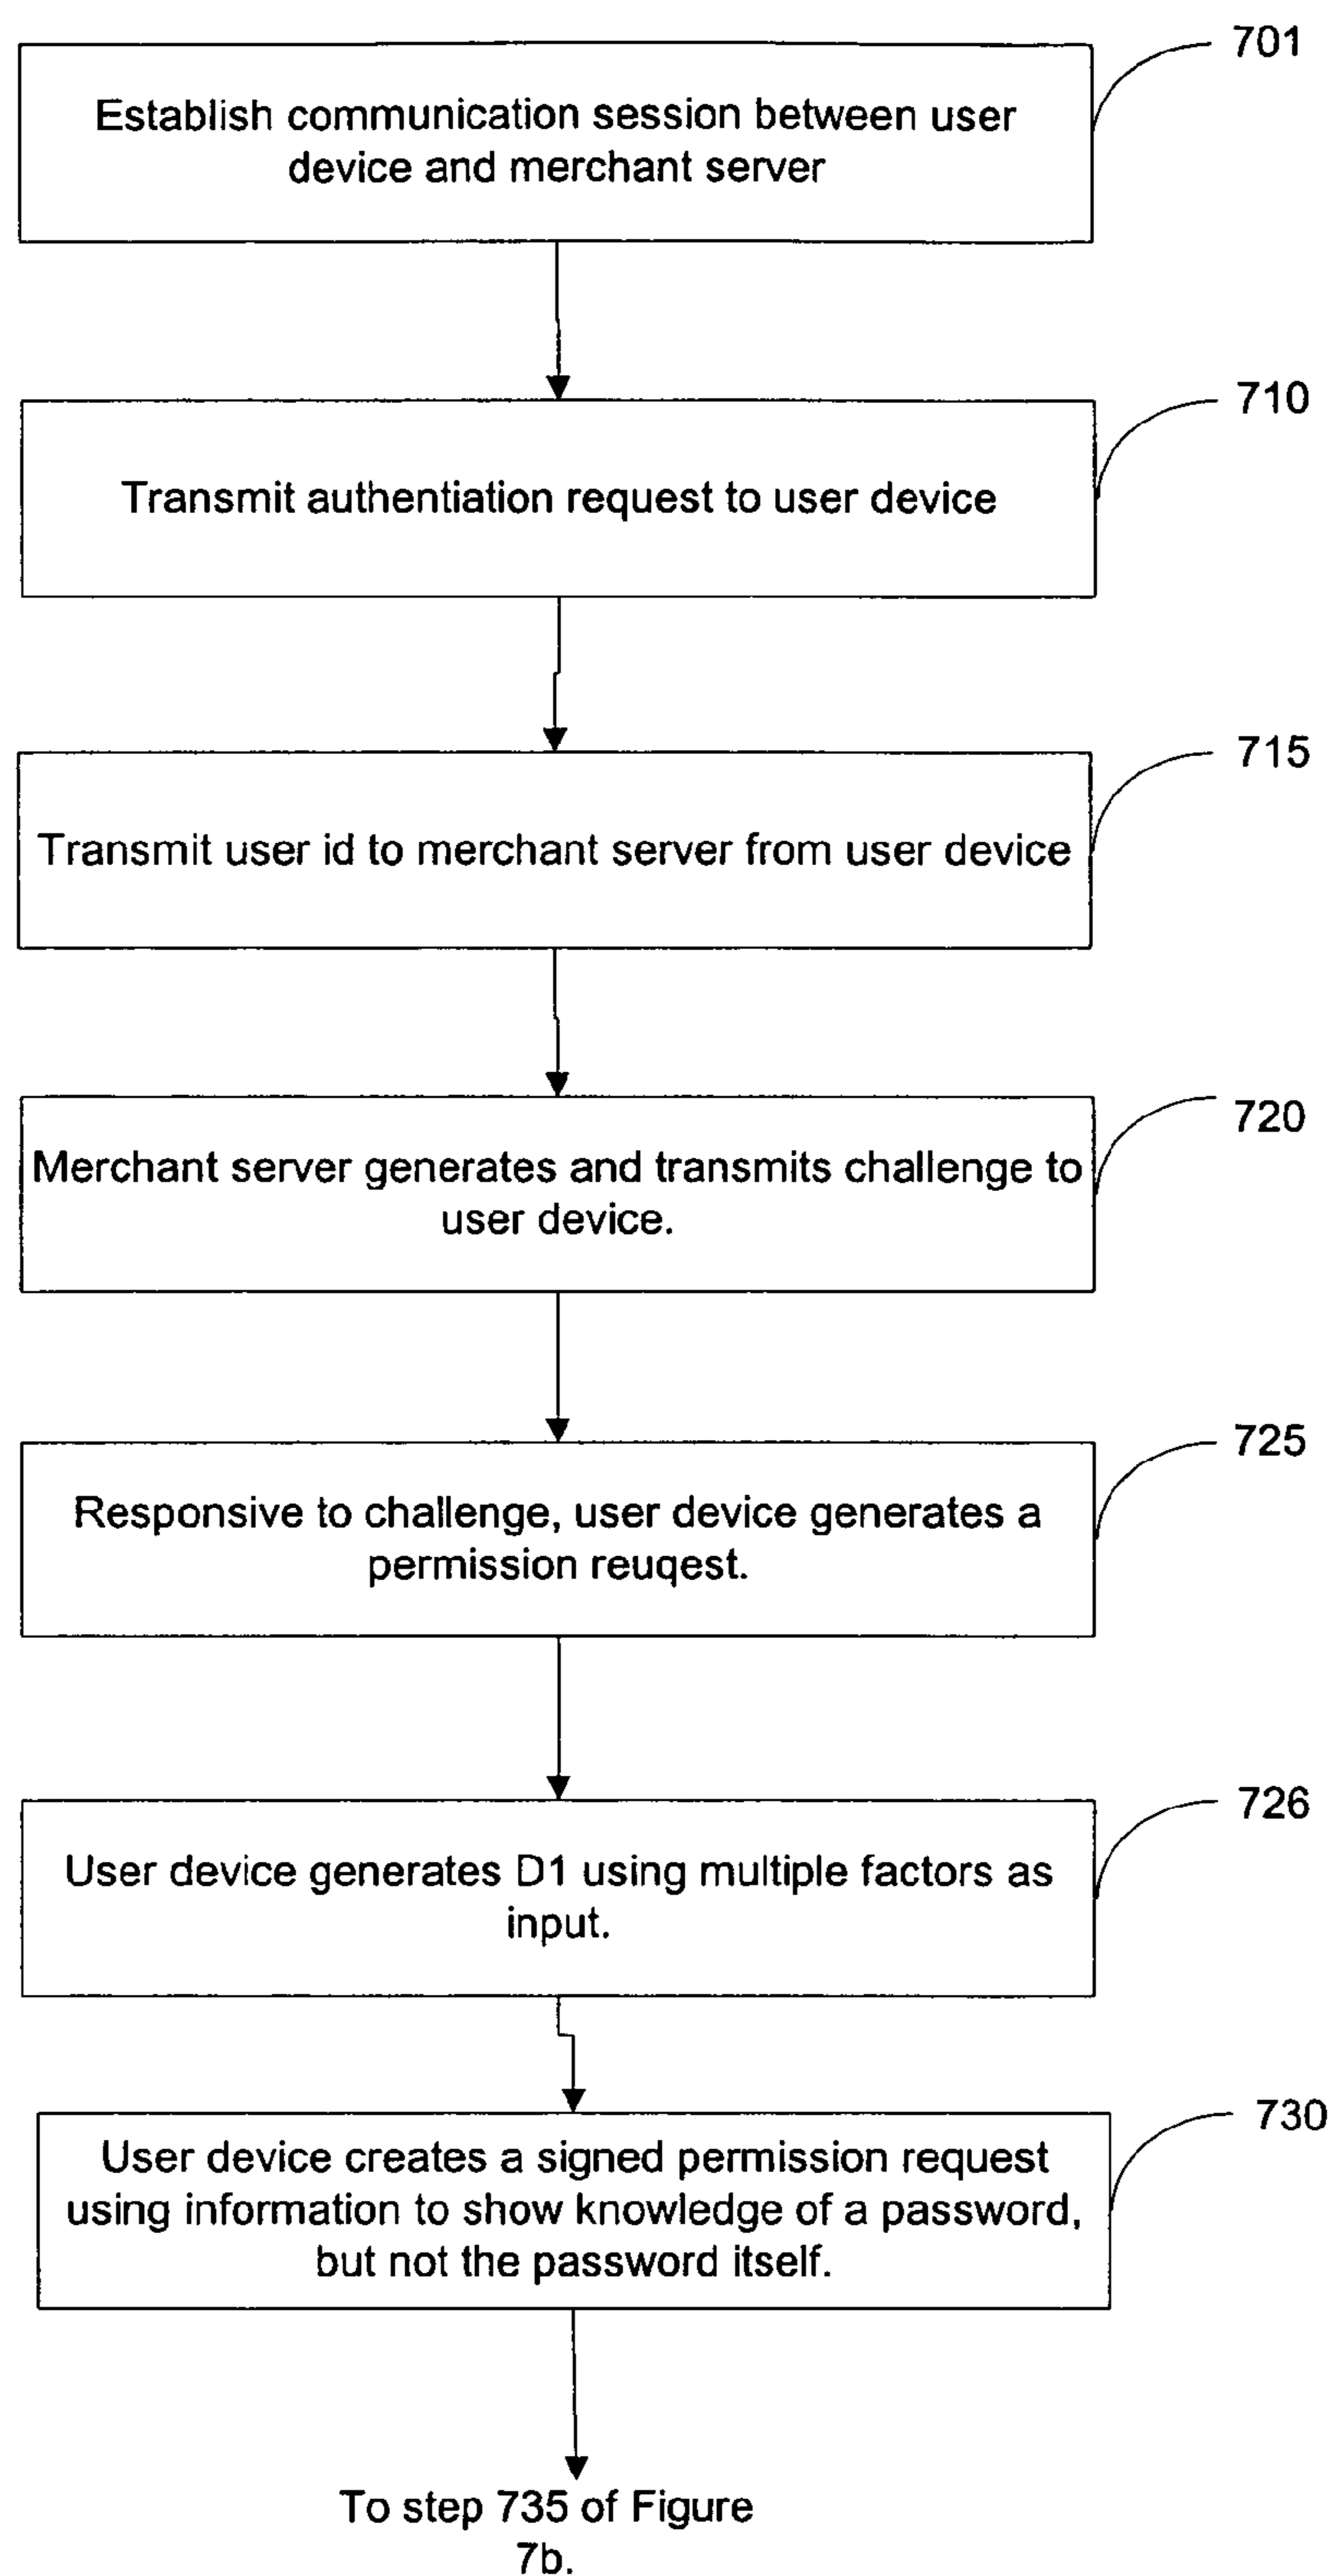 701
Establish communication session between user
device and merchant server
710
Transmit authentiation request to user device
715
Transmit user id to merchant server from user device
720
Merchant server generates and transmits challenge to
user device.
725
Responsive to challenge, user device generates a
permission reuqest.
726
User device generates D1 using multiple factors as
input.
730
User device creates a signed permission request
using information to show knowledge of a password,
but not the password itself.
To step 735 of Figure
7b.